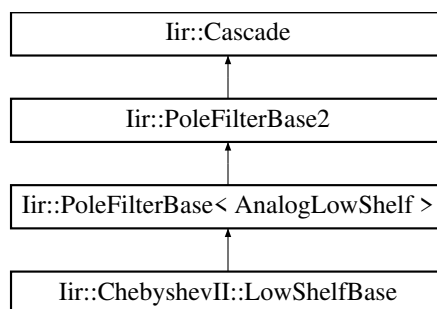 Iir::Cascade
Iir::PoleFilterBase2
Iir::PoleFilterBase< AnalogLowShelf >
Iir::ChebyshevII::LowShelfBase